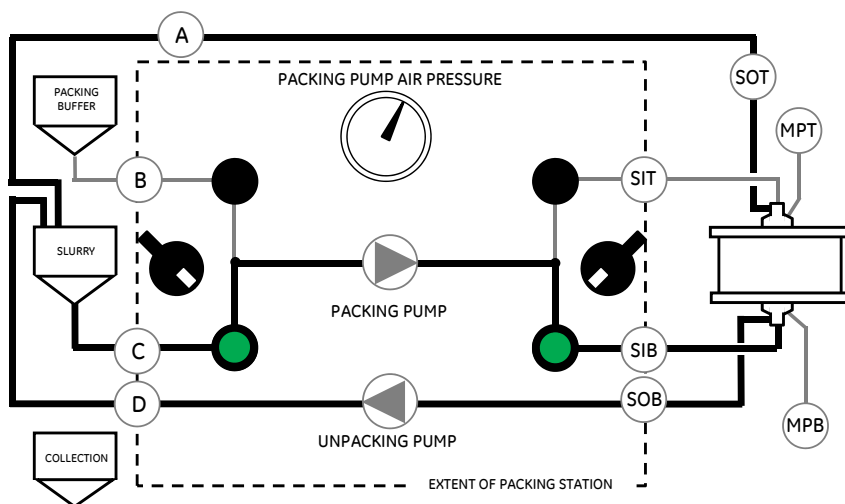 A
PACKING PUMP AIR PRESSURE
SOT
PACKING
BUFFER
MPT
B
SIT
SLURRY
PACKING PUMP
C
SIB
D
SOB
UNPACKING PUMP
MPB
COLLECTION
EXTENT OF PACKING STATION